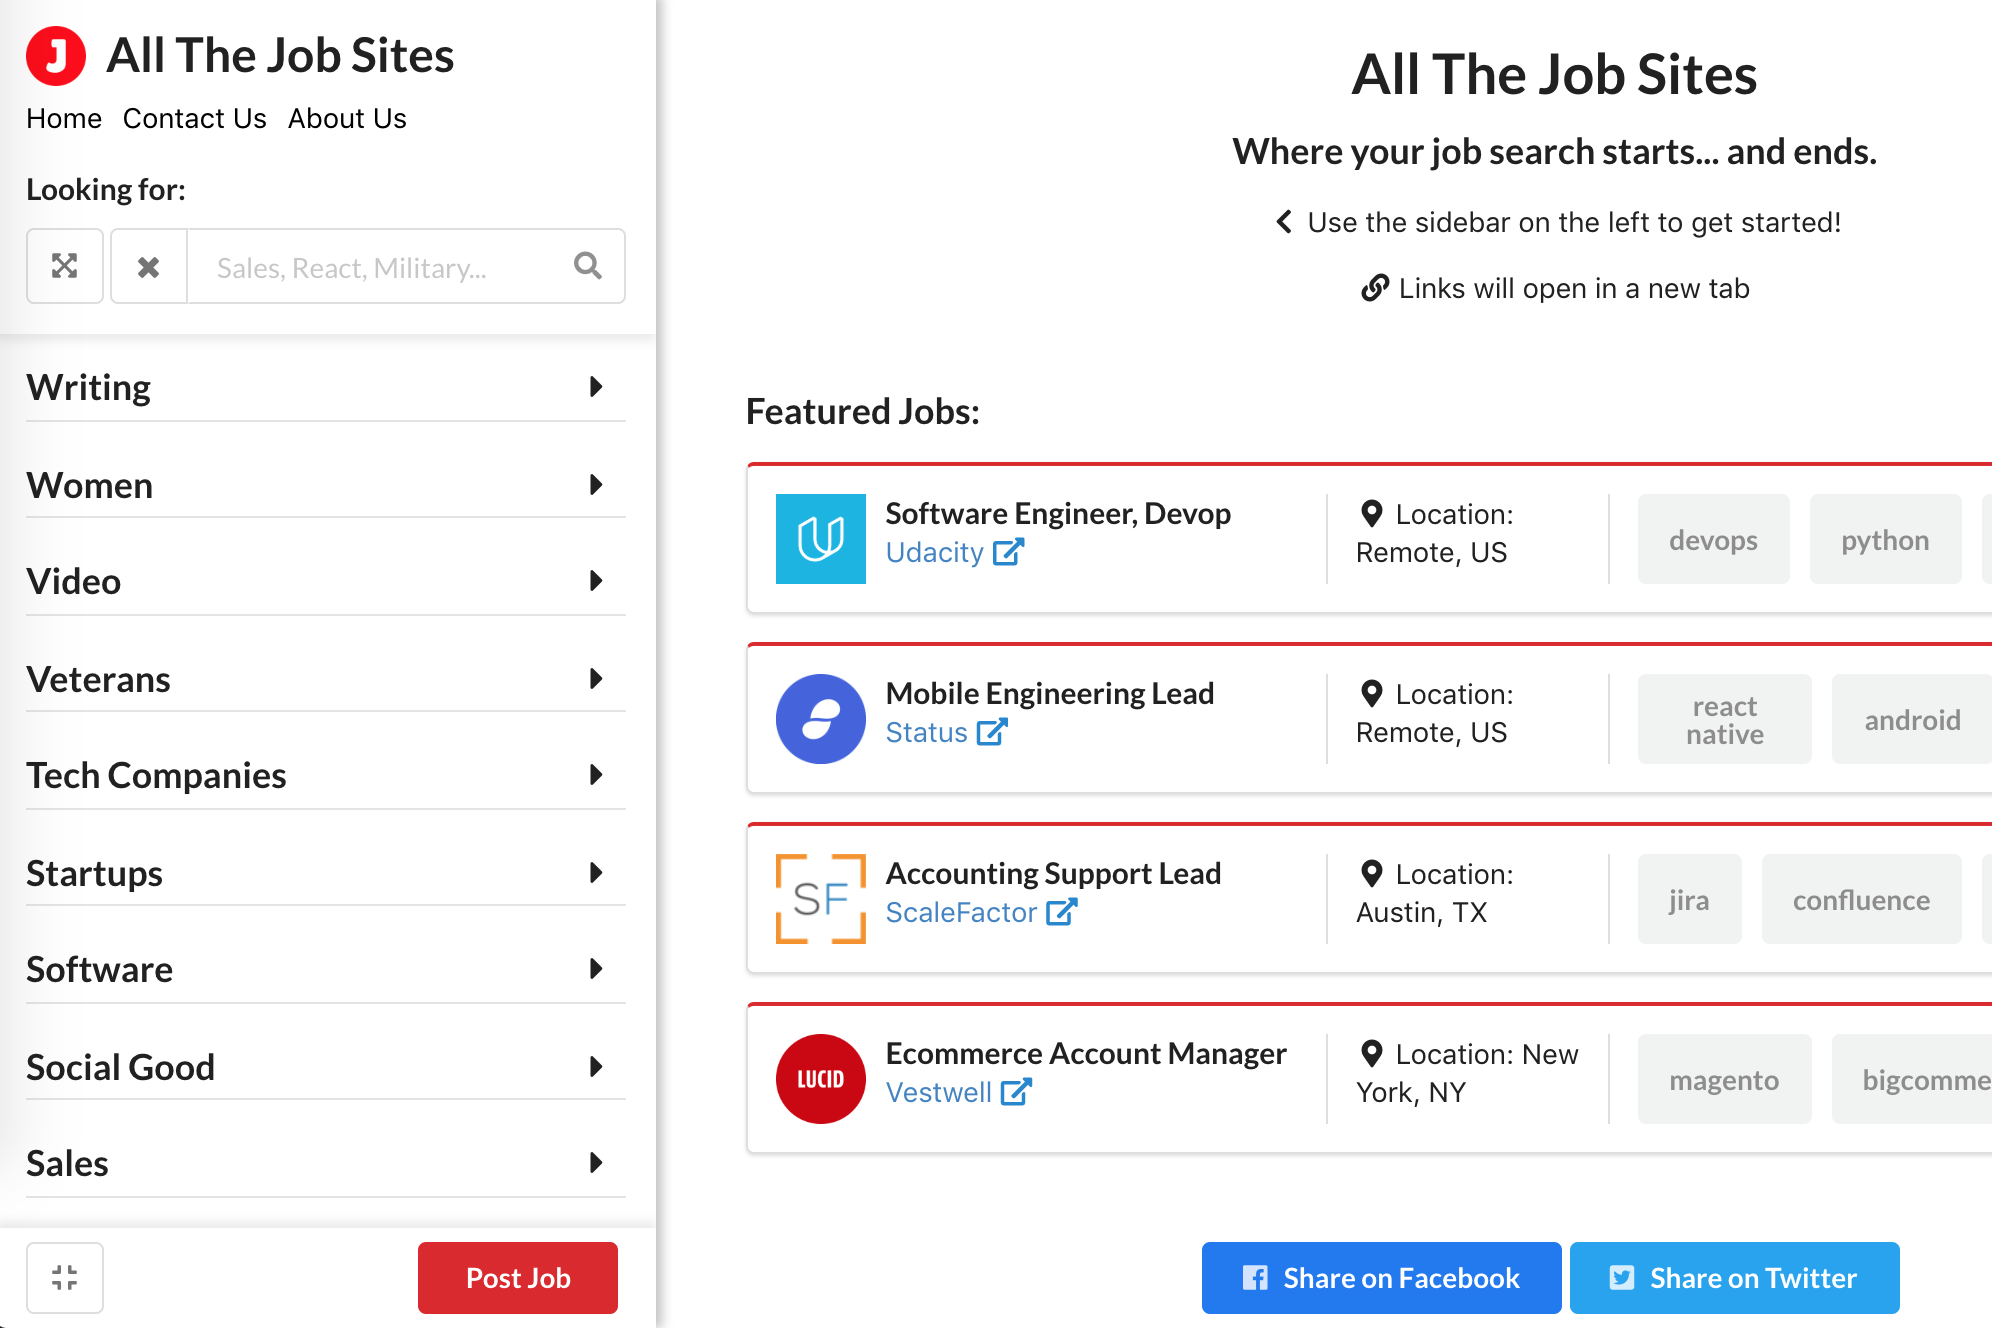 J All The Job Sites
Home Contact Us About Us
Looking for:
Sales, React, Military...
Writing
Women
Video
Veterans
Tech Companies
Startups
Software
Social Good
Sales
Post Job
All The Job Sites
Where your job search starts... and ends.
Use the sidebar on the left to get started!
Links will open in a new tab
Featured Jobs:
Software Engineer, Devop
Udacity
Location:
Remote, US
devops
python
Mobile Engineering Lead
Status
Location:
Remote, US
react
native
android
SF
Accounting Support Lead
ScaleFactor
Location:
Austin, TX
jira
confluence
LUCID
Ecommerce Account Manager
Vestwell
Location: New
York, NY
magento
bigcomme
Share on Facebook
Share on Twitter